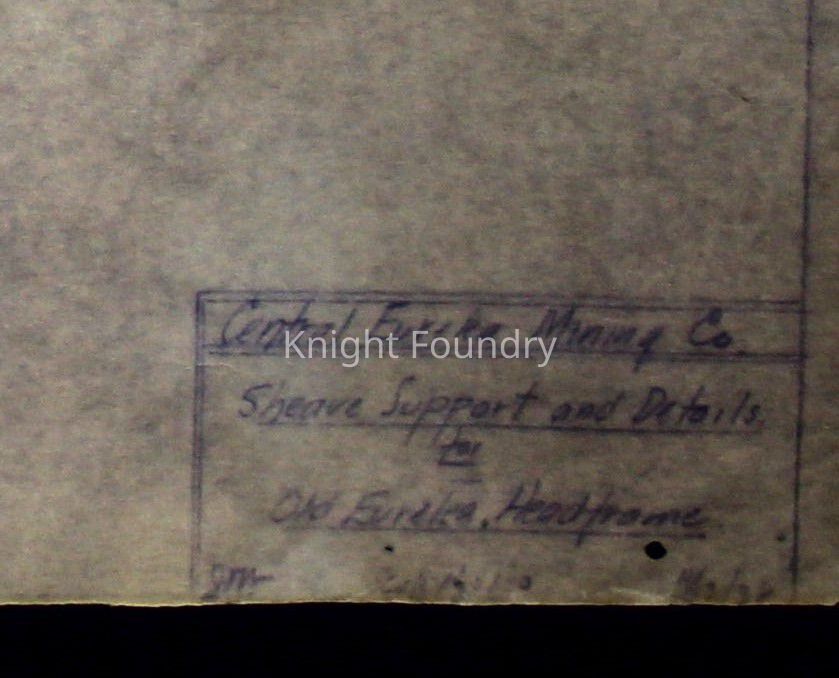 Central Eureka Mining Co.
Knight Foundry
Sheave Support and Details
for
Old Eureka Headframe